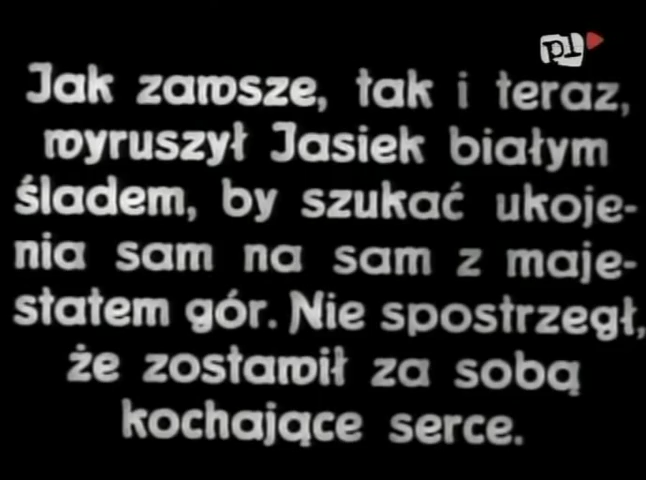 pl
Jak zawsze, tak i teraz,
wyruszył Jasiek białym
śladem, by szukać ukoje-
nia sam na sam z maje-
statem gór. Nie spostrzegł,
że zostawił za sobą
kochające serce.